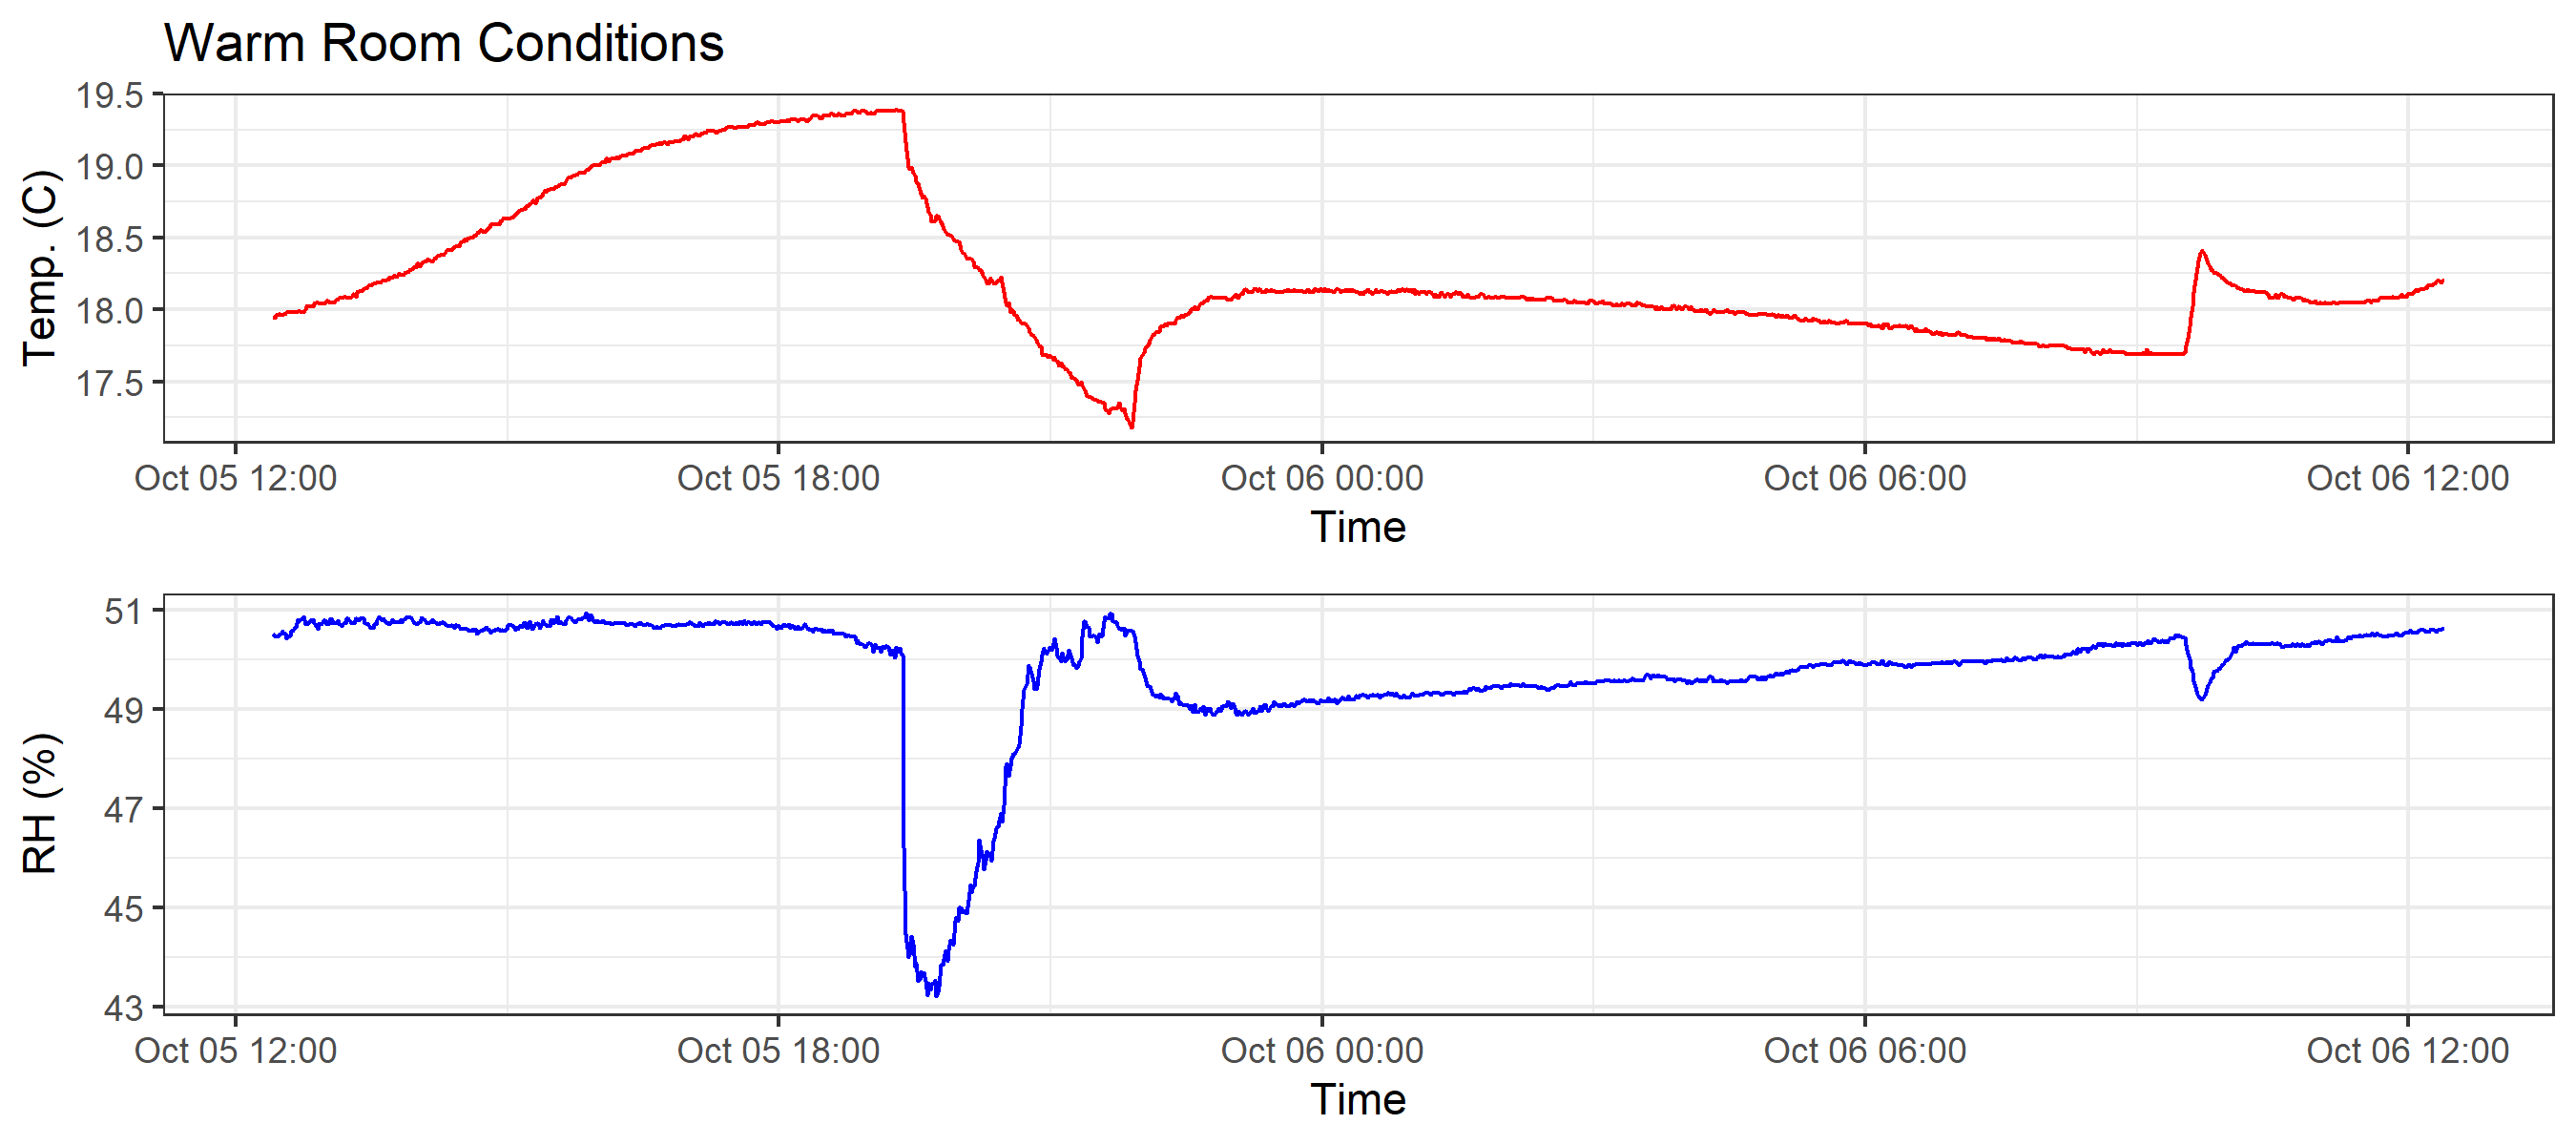 Warm Room Conditions
19.5
19.0
18.5
18.0
17.5
Temp. (C)
Oct 05 12:00 Oct 05 18:00 Oct 06 00:00 Oct 06 06:00 Oct 06 12:00
Time
51
49
47
45
43
RH (%)
Oct 05 12:00 Oct 05 18:00 Oct 06 00:00 Oct 06 06:00 Oct 06 12:00
Time